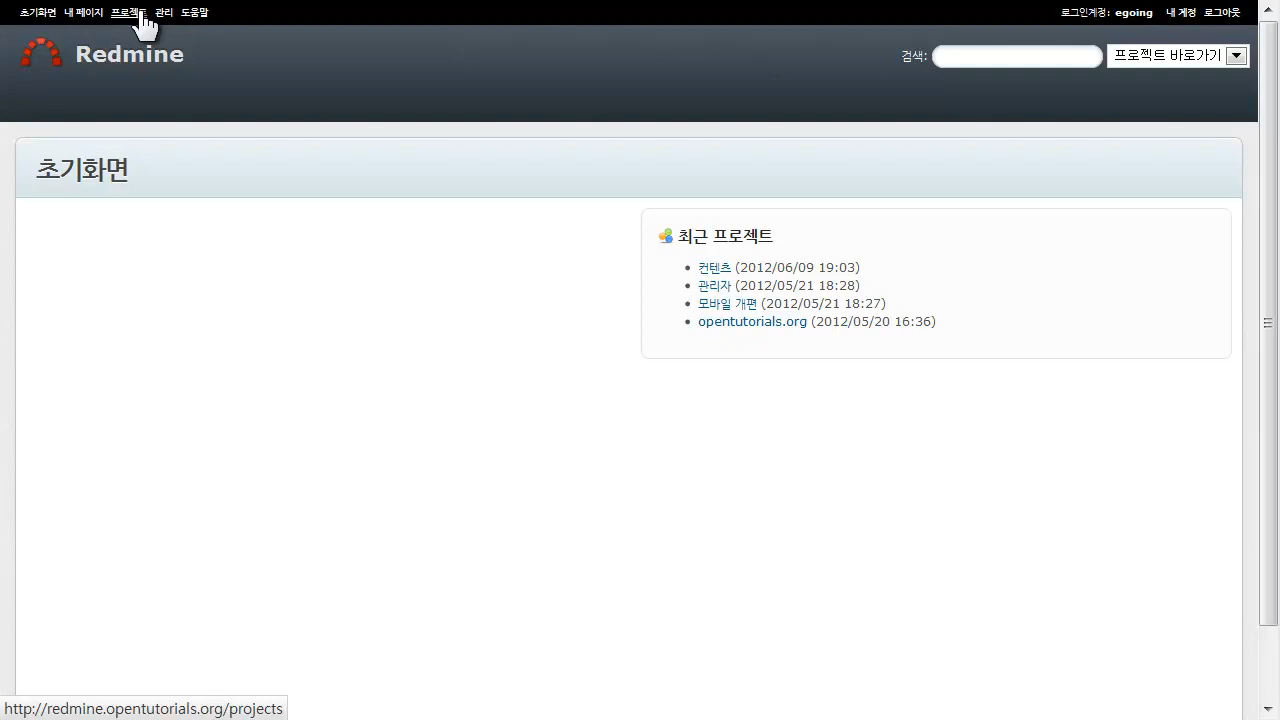 초기화면 내 페이지 프로젝트 관리 도움말 로그인계정: egoing 내 계정 로그아웃
Redmine 검색: 프로젝트 바로가기
초기화면
최근 프로젝트
컨텐츠 (2012/06/09 19:03)
관리자 (2012/05/21 18:28)
모바일 개편 (2012/05/21 18:27)
opentutorials.org (2012/05/20 16:36)
http://redmine.opentutorials.org/projects